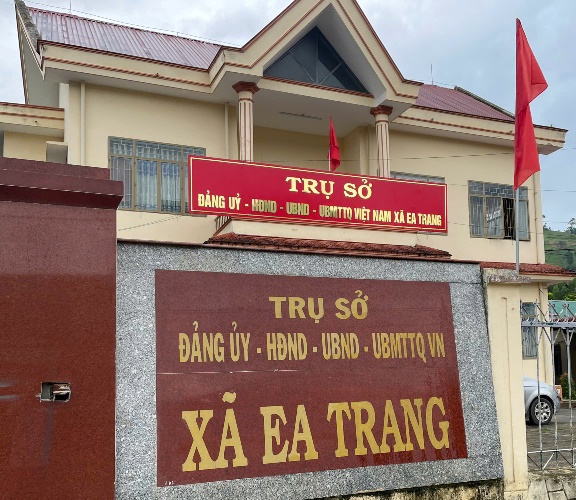 TRỤ SỞ
ĐẢNG UỶ - HĐND - UBND - UBMTTQ VIỆT NAM XÃ EA TRANG
TRỤ SỞ
ĐẢNG ỦY - HĐND - UBND - UBMTTQ VN
XÃ EA TRANG